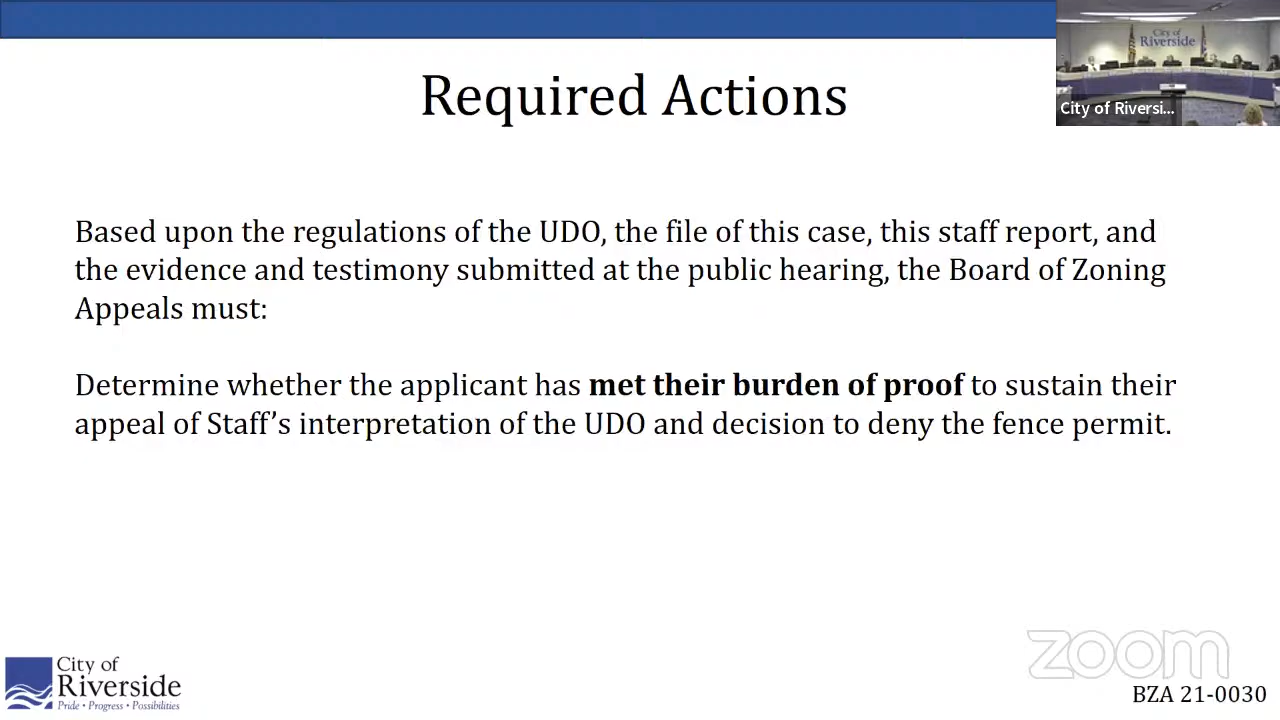 Required Actions
City of
Riverside
City of Riversi...
Based upon the regulations of the UDO, the file of this case, this staff report, and
the evidence and testimony submitted at the public hearing, the Board of Zoning
Appeals must:
Determine whether the applicant has met their burden of proof to sustain their
appeal of Staff’s interpretation of the UDO and decision to deny the fence permit.
City of
Riverside
Pride • Progress • Possibilities
zoom
BZA 21-0030